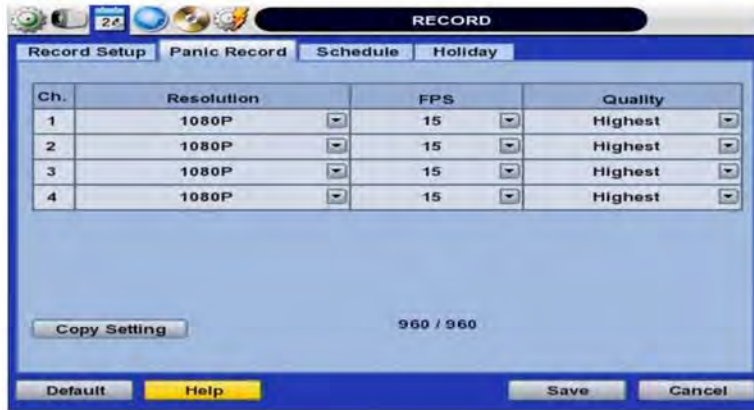 RECORD
Record Setup Panic Record Schedule Holiday
Ch. Resolution FPS Quality
1 1080P 15 Highest
2 1080P 15 Highest
3 1080P 15 Highest
4 1080P 15 Highest
Copy Setting 960 / 960
Default Help Save Cancel